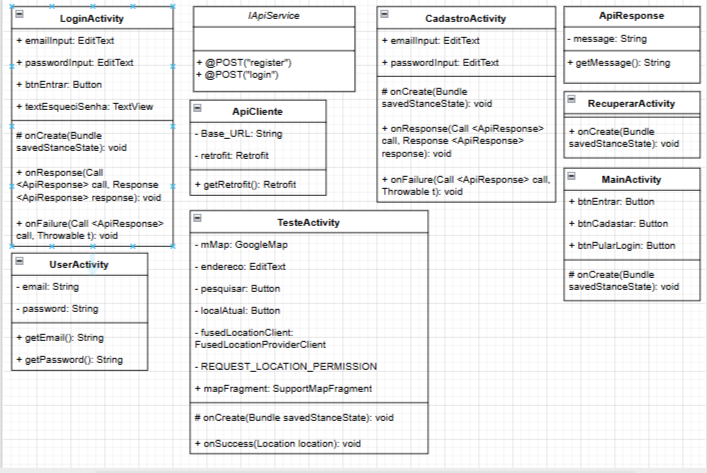 LoginActivity
+ emailInput: EditText
+ passwordInput: EditText
+ btnEntrar: Button
+ textEsqueciSenha: TextView
# onCreate(Bundle
savedStanceState): void
+ onResponse(Call
<ApiResponse> call, Response
<ApiResponse> response): void
+ onFailure(Call <ApiResponse>
call, Throwable t): void
UserActivity
- email: String
- password: String
+ getEmail(): String
+ getPassword(): String
IApiService
+ @POST("register")
+ @POST("login")
ApiCliente
- Base_URL: String
- retrofit: Retrofit
+ getRetrofit(): Retrofit
TesteActivity
- mMap: GoogleMap
- endereco: EditText
- pesquisar: Button
- localAtual: Button
- fusedLocationClient:
FusedLocationProviderClient
- REQUEST_LOCATION_PERMISSION
+ mapFragment: SupportMapFragment
# onCreate(Bundle savedStanceState): void
+ onSuccess(Location location): void
CadastroActivity
+ emailInput: EditText
+ passwordInput: EditText
# onCreate(Bundle
savedStanceState): void
+ onResponse(Call <ApiResponse>
call, Response <ApiResponse>
response): void
+ onFailure(Call <ApiResponse> call,
Throwable t): void
ApiResponse
- message: String
+ getMessage(): String
RecuperarActivity
+ onCreate(Bundle
savedStanceState): void
MainActivity
+ btnEntrar: Button
+ btnCadastar: Button
+ btnPularLogin: Button
# onCreate(Bundle
savedStanceState): void